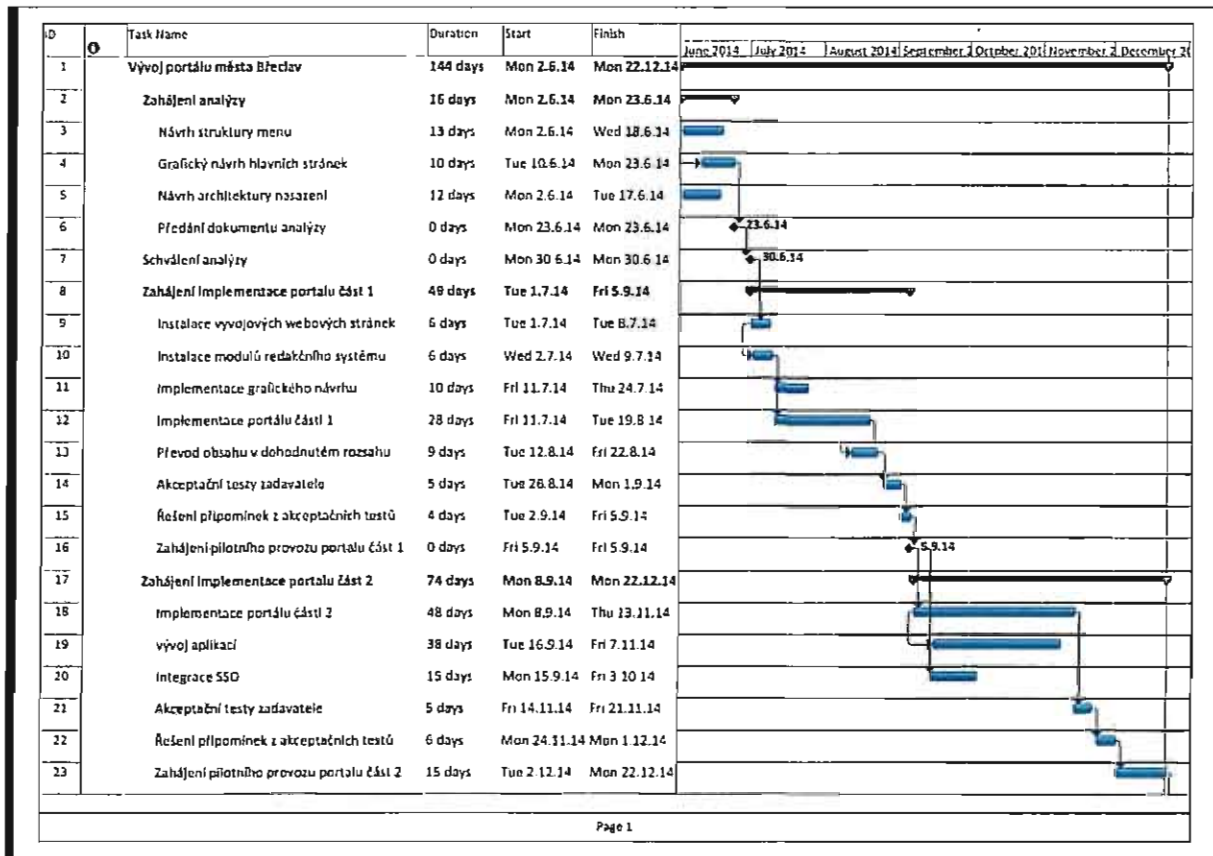 ID Task Name Duration Start Finish
June 2014 July 2014 August 2014 September 2 October 201 November 2 December 20
1 Vývoj portálu města Břeclav 144 days Mon 2.6.14 Mon 22.12.14
2 Zahájení analýzy 16 days Mon 2.6.14 Mon 23.6.14
3 Návrh struktury menu 13 days Mon 2.6.14 Wed 18.6.14
4 Grafický návrh hlavních stránek 10 days Tue 10.6.14 Mon 23.6.14
5 Návrh architektury nasazení 12 days Mon 2.6.14 Tue 17.6.14
6 Předání dokumentu analýzy 0 days Mon 23.6.14 Mon 23.6.14 23.6.14
7 Schválení analýzy 0 days Mon 30.6.14 Mon 30.6.14 30.6.14
8 Zahájení implementace portalu část 1 49 days Tue 1.7.14 Fri 5.9.14
9 Instalace vyvojových webových stránek 6 days Tue 1.7.14 Tue 8.7.14
10 Instalace modulů redakčního systému 6 days Wed 2.7.14 Wed 9.7.14
11 Implementace grafického návrhu 10 days Fri 11.7.14 Thu 24.7.14
12 Implementace portálu částí 1 28 days Fri 11.7.14 Tue 19.8.14
13 Převod obsahu v dohodnutém rozsahu 9 days Tue 12.8.14 Fri 22.8.14
14 Akceptační testy zadavatele 5 days Tue 26.8.14 Mon 1.9.14
15 Řešení připomínek z akceptačních testů 4 days Tue 2.9.14 Fri 5.9.14
16 Zahájení pilotního provozu portalu část 1 0 days Fri 5.9.14 Fri 5.9.14 5.9.14
17 Zahájení implementace portalu část 2 74 days Mon 8.9.14 Mon 22.12.14
18 Implementace portálu částí 2 48 days Mon 8.9.14 Thu 13.11.14
19 vývoj aplikací 38 days Tue 16.9.14 Fri 7.11.14
20 Integrace SSO 15 days Mon 15.9.14 Fri 3.10.14
21 Akceptační testy zadavatele 5 days Fri 14.11.14 Fri 21.11.14
22 Řešení připomínek z akceptačních testů 6 days Mon 24.11.14 Mon 1.12.14
23 Zahájení pilotního provozu portalu část 2 15 days Tue 2.12.14 Mon 22.12.14
Page 1